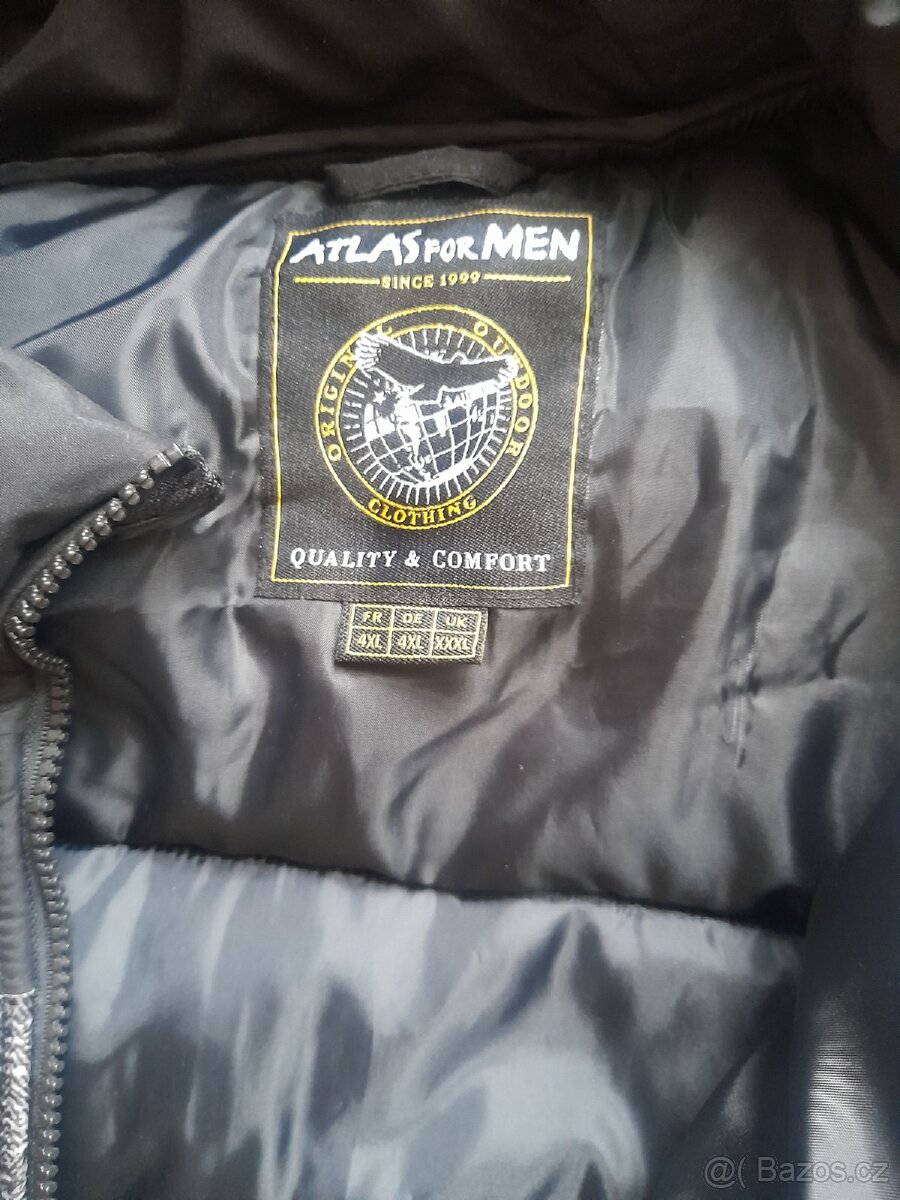 ATLAS FOR MEN
SINCE 1999
ORIGINAL OUTDOOR
CLOTHING
QUALITY & COMFORT
FR DE UK
4XL 4XL XXXL
@( Bazos.cz